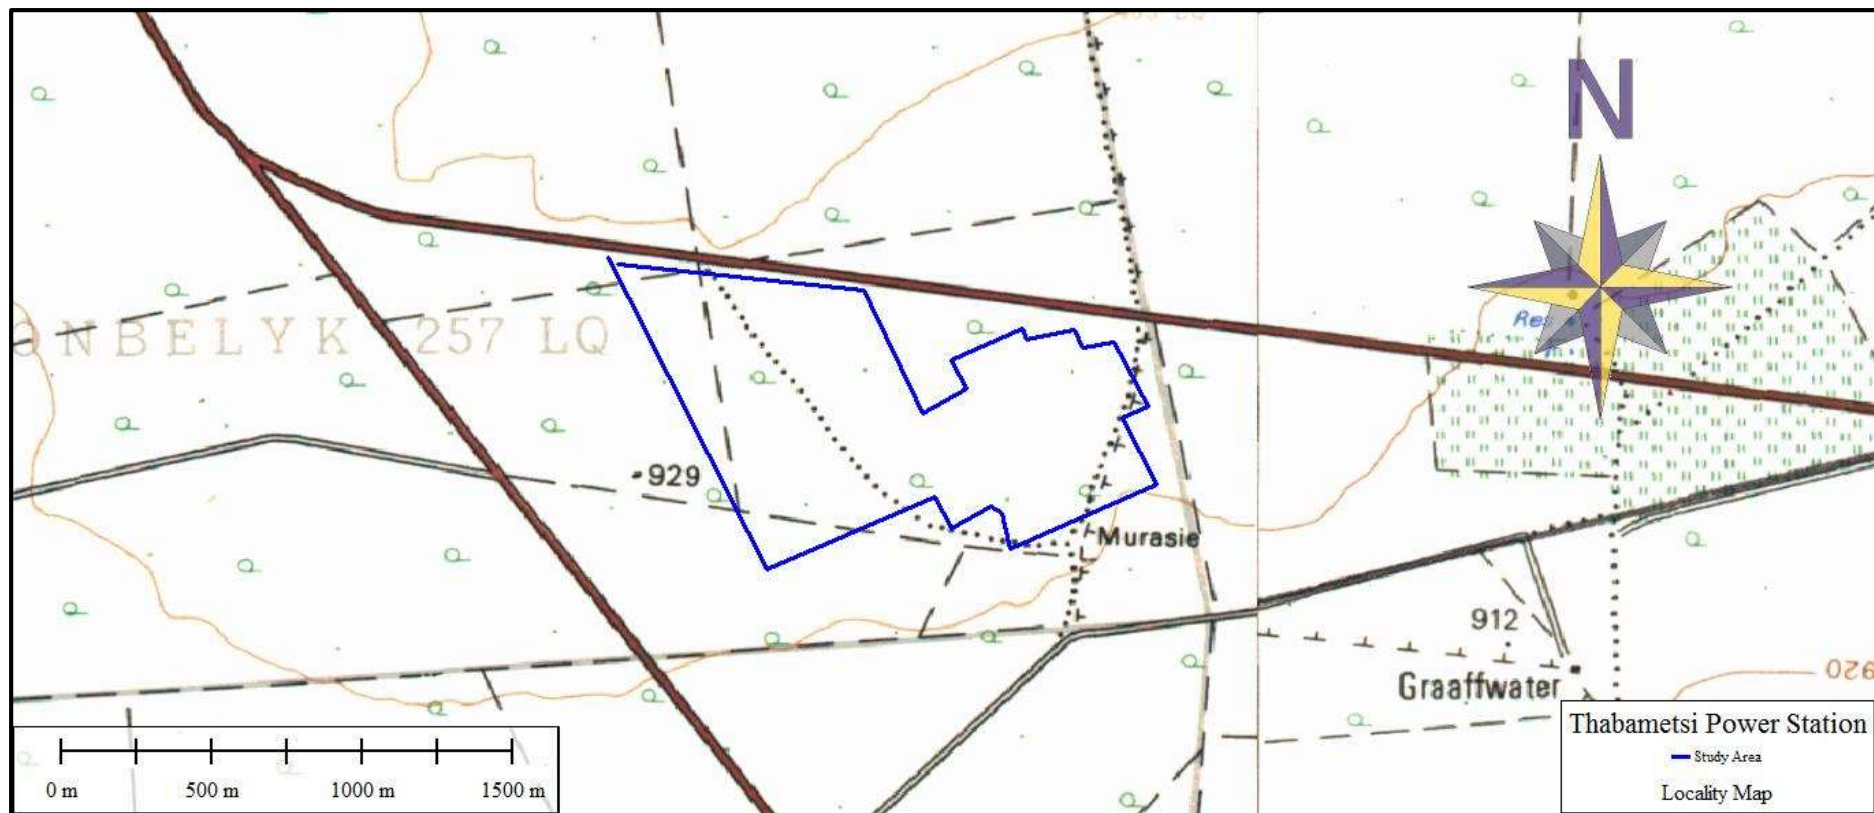 N
Res
ONBELYK 257 LQ
929
Murasie
912
Graaffwater
920
Thabametsi Power Station
Study Area
Locality Map
0 m
500 m
1000 m
1500 m